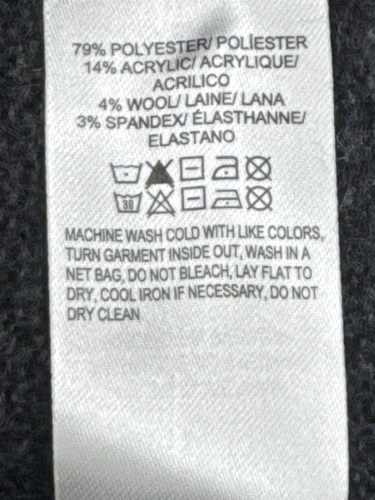 79% POLYESTER/ POLÍESTER
14% ACRYLIC/ ACRYLIQUE/
ACRILICO
4% WOOL/ LAINE/ LANA
3% SPANDEX/ ÉLASTHANNE/
ELASTANO
30
MACHINE WASH COLD WITH LIKE COLORS,
TURN GARMENT INSIDE OUT, WASH IN A
NET BAG, DO NOT BLEACH, LAY FLAT TO
DRY, COOL IRON IF NECESSARY, DO NOT
DRY CLEAN